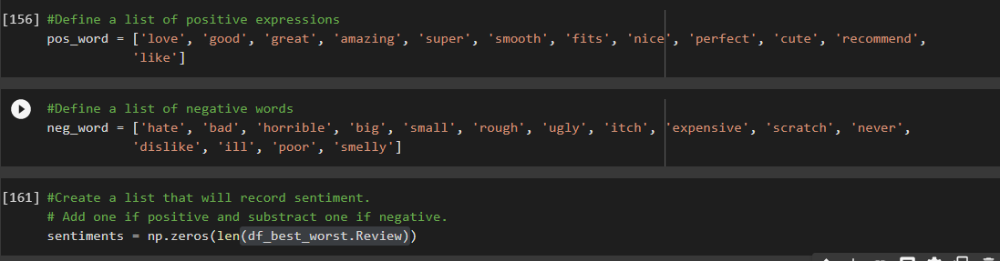 [156] #Define a list of positive expressions
pos_word = ['love', 'good', 'great', 'amazing', 'super', 'smooth', 'fits', 'nice', 'perfect', 'cute', 'recommend',
'like']
#Define a list of negative words
neg_word = ['hate', 'bad', 'horrible', 'big', 'small', 'rough', 'ugly', 'itch', 'expensive', 'scratch', 'never',
'dislike', 'ill', 'poor', 'smelly']
[161] #Create a list that will record sentiment.
# Add one if positive and substract one if negative.
sentiments = np.zeros(len(df_best_worst.Review))